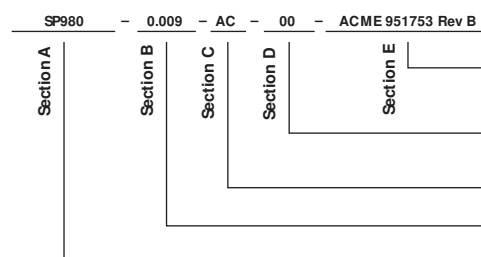 SP980 – 0.009 – AC – 00 – ACME 951753 Rev B
Section A
Section B
Section C
Section D
Section E